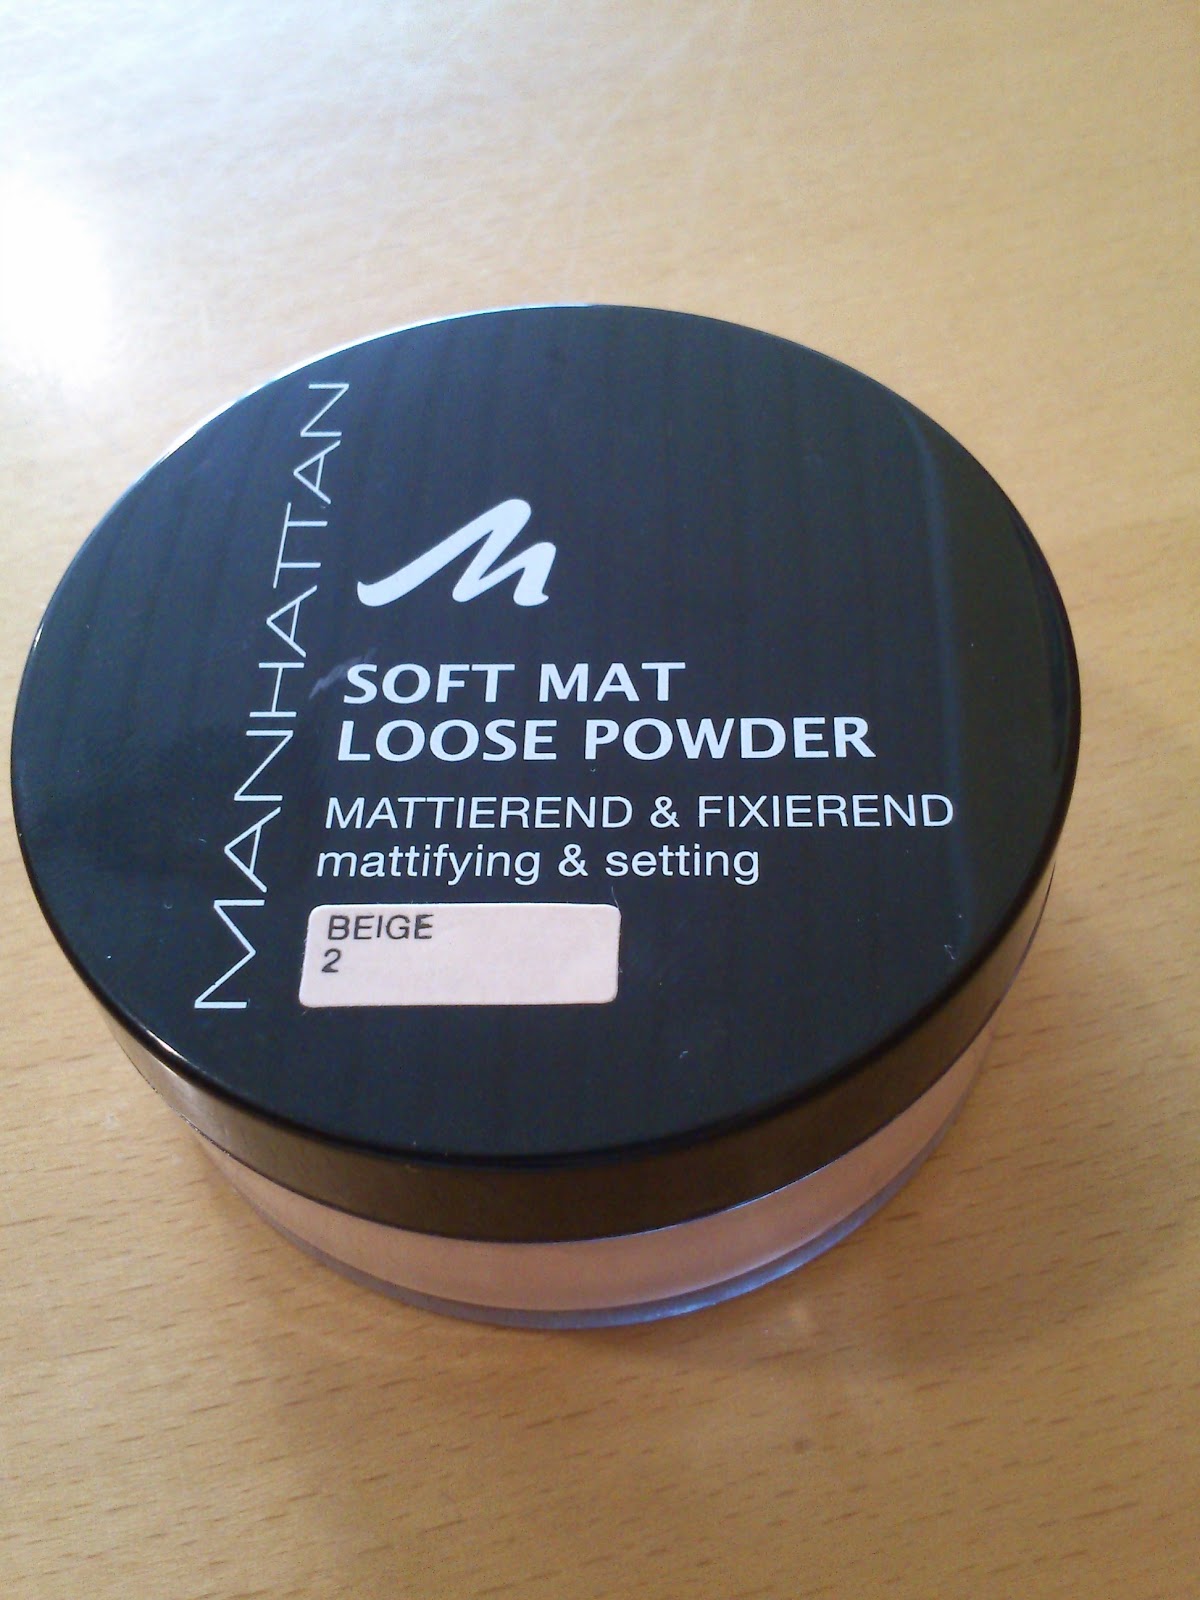 MANHATTAN
M
SOFT MAT
LOOSE POWDER
MATTIEREND & FIXIEREND
mattifying & setting
BEIGE
2